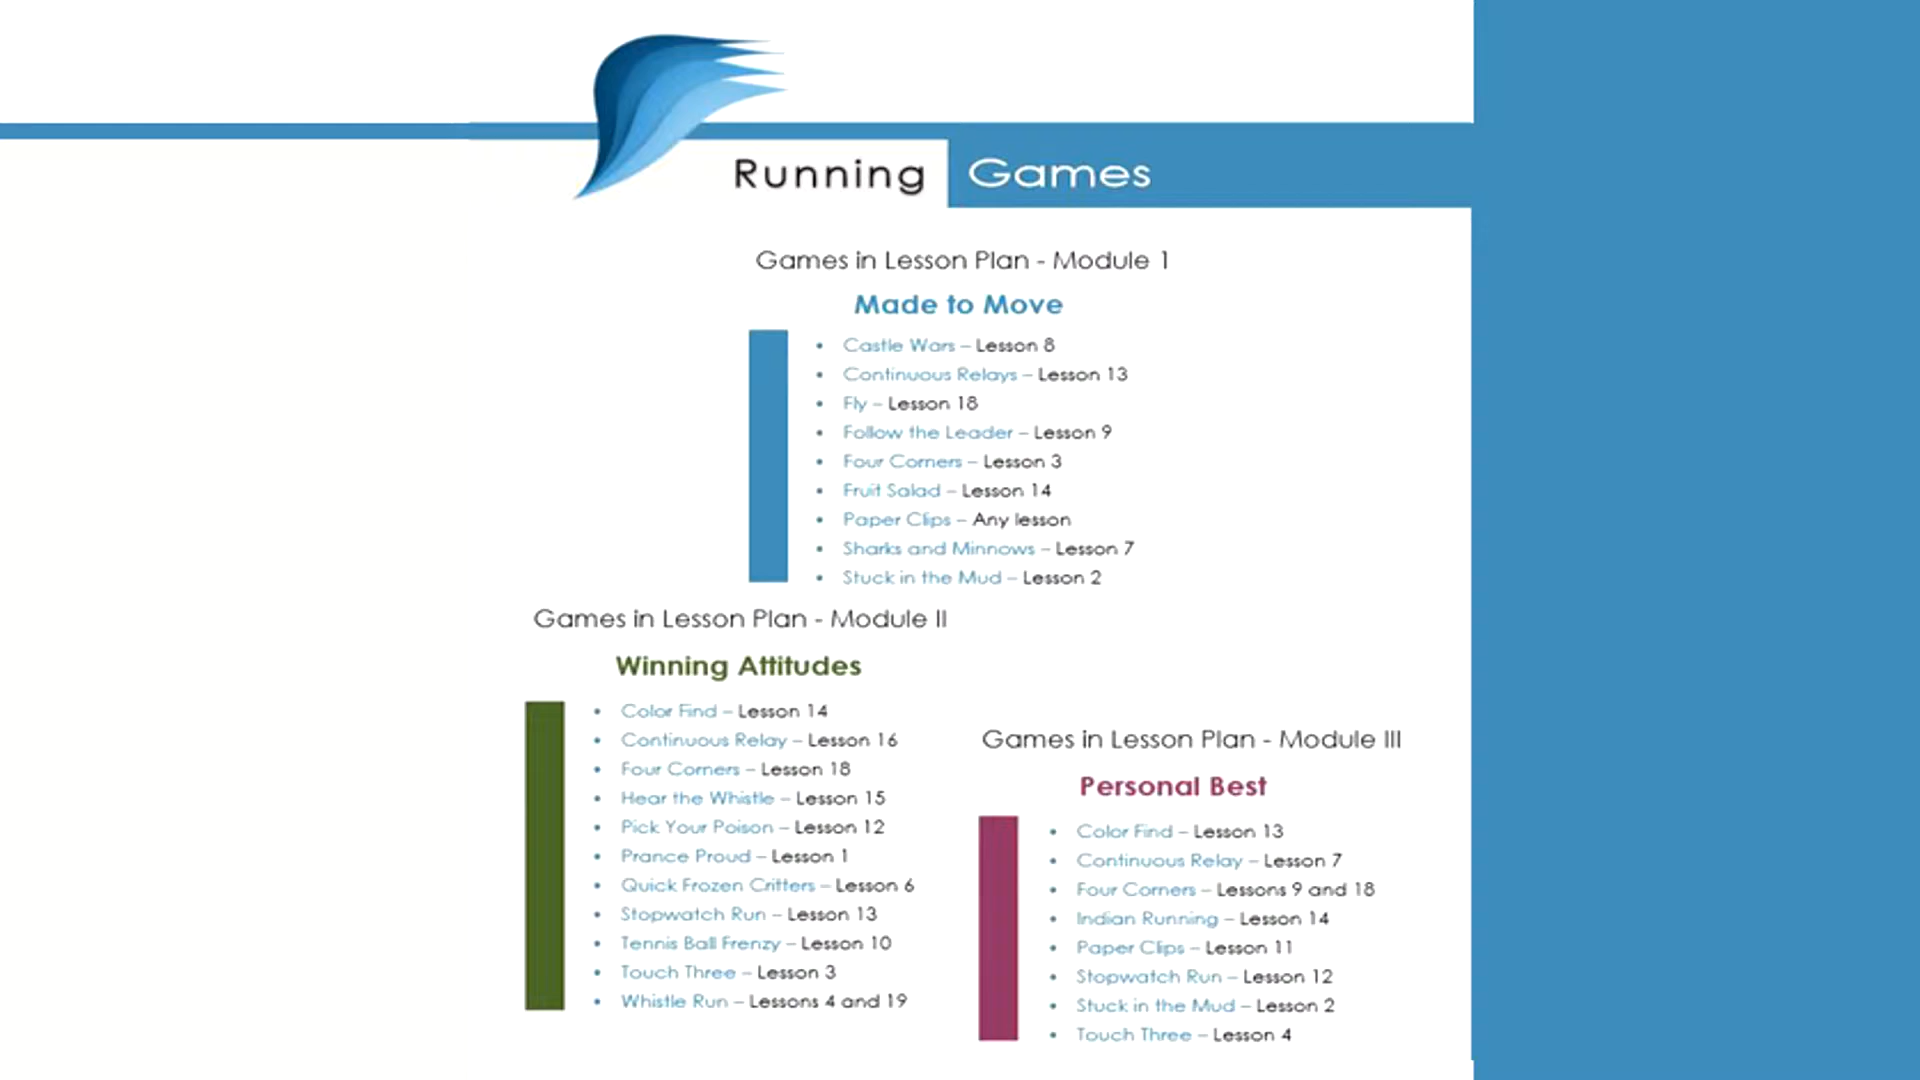 Running Games
Games in Lesson Plan - Module 1
Made to Move
• Castle Wars – Lesson 8
• Continuous Relays – Lesson 13
• Fly – Lesson 18
• Follow the Leader – Lesson 9
• Four Corners – Lesson 3
• Fruit Salad – Lesson 14
• Paper Clips – Any lesson
• Sharks and Minnows – Lesson 7
• Stuck in the Mud – Lesson 2
Games in Lesson Plan - Module II
Winning Attitudes
• Color Find – Lesson 14
• Continuous Relay – Lesson 16
• Four Corners – Lesson 18
• Hear the Whistle – Lesson 15
• Pick Your Poison – Lesson 12
• Prance Proud – Lesson 1
• Quick Frozen Critters – Lesson 6
• Stopwatch Run – Lesson 13
• Tennis Ball Frenzy – Lesson 10
• Touch Three – Lesson 3
• Whistle Run – Lessons 4 and 19
Games in Lesson Plan - Module III
Personal Best
• Color Find – Lesson 13
• Continuous Relay – Lesson 7
• Four Corners – Lessons 9 and 18
• Indian Running – Lesson 14
• Paper Clips – Lesson 11
• Stopwatch Run – Lesson 12
• Stuck in the Mud – Lesson 2
• Touch Three – Lesson 4